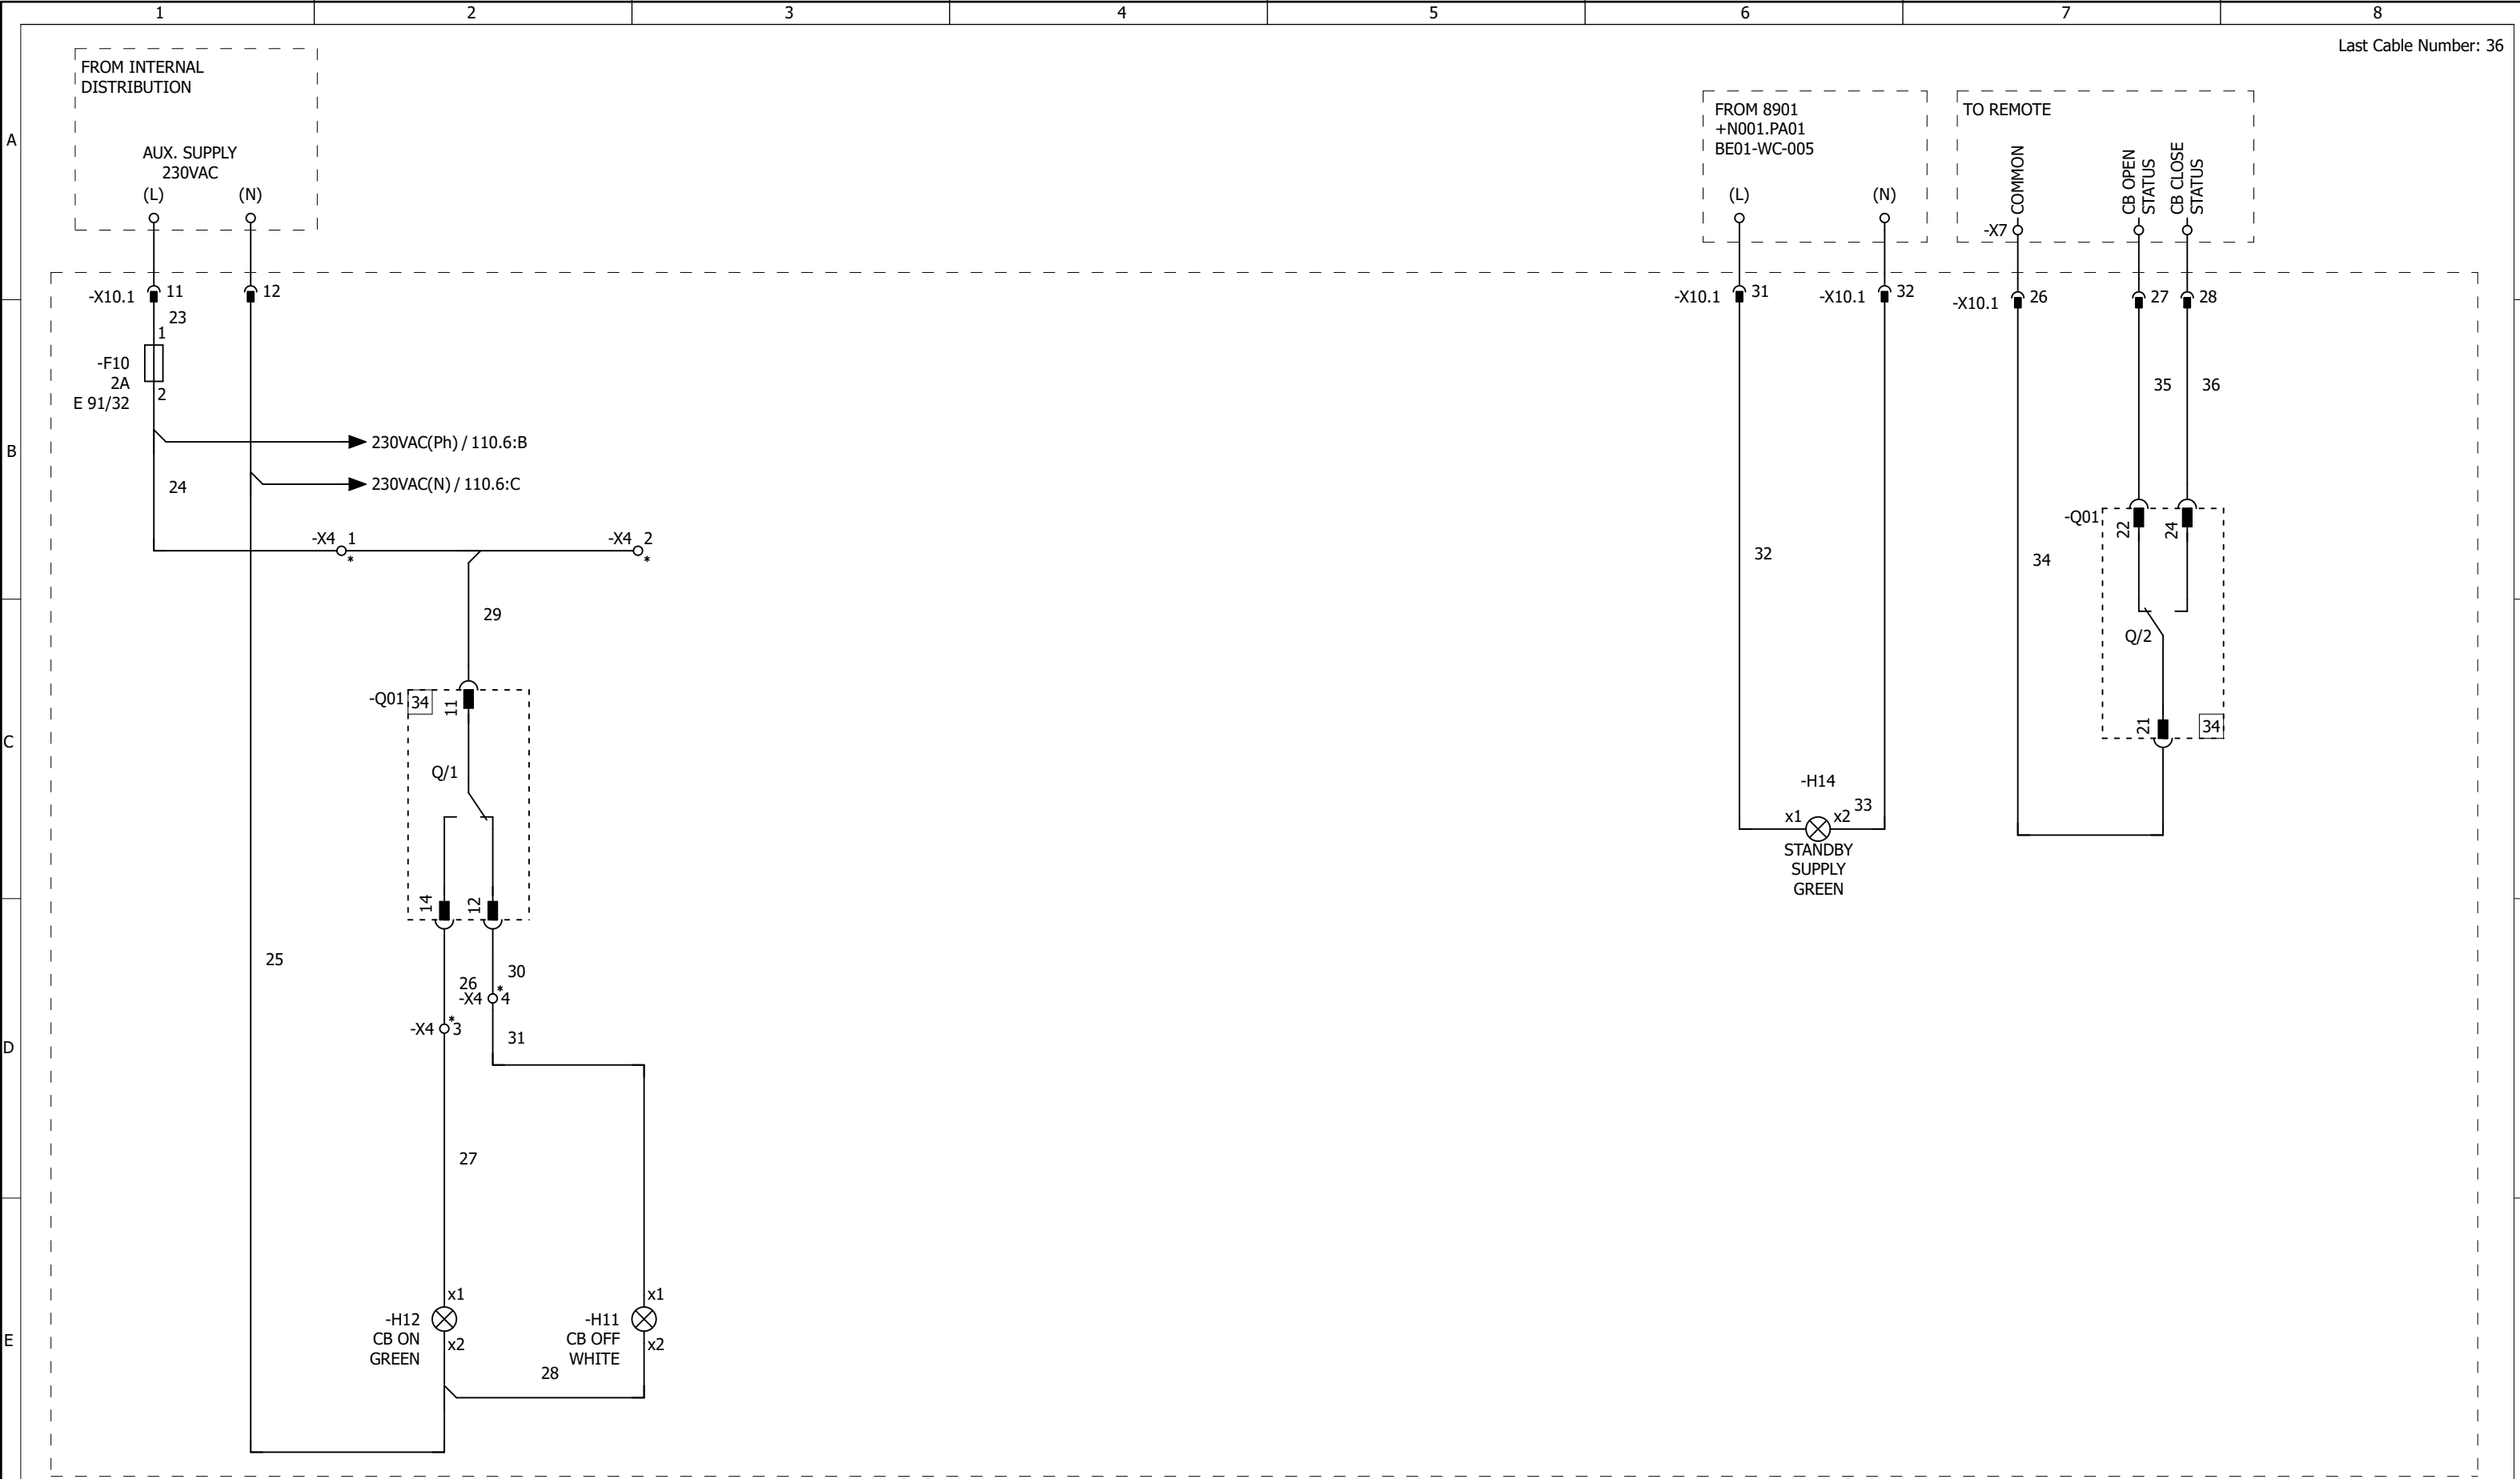 1 2 3 4 5 6 7 8
Last Cable Number: 36
FROM INTERNAL
DISTRIBUTION
AUX. SUPPLY
230VAC
(L) (N)
FROM 8901
+N001.PA01
BE01-WC-005
(L) (N)
TO REMOTE
COMMON
CB OPEN
STATUS
CB CLOSE
STATUS
-X7
A
-X10.1 11 12
23
1
-F10
2A
E 91/32
2
-X10.1 31
-X10.1 32
-X10.1 26 27 28
35 36
B
230VAC(Ph) / 110.6:B
24
230VAC(N) / 110.6:C
-X4 1
*
-X4 2
*
32
34
-Q01 22 24
Q/2
21 34
29
-Q01 34 11
C
Q/1
14 12
-H14
x1 x2 33
STANDBY
SUPPLY
GREEN
25
30
26
-X4 * 4
-X4 * 3
31
D
27
x1
-H12
CB ON
GREEN
x2
x1
-H11
CB OFF
WHITE
x2
28
E